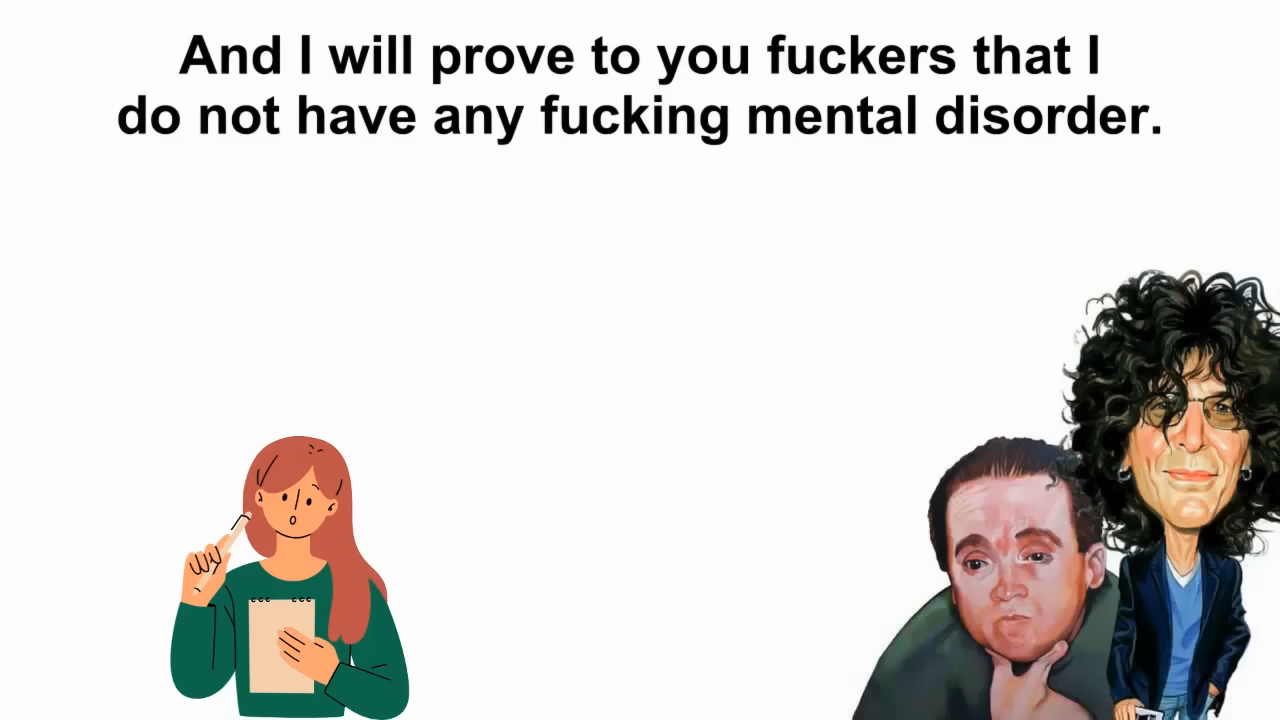 And I will prove to you fuckers that I
do not have any fucking mental disorder.